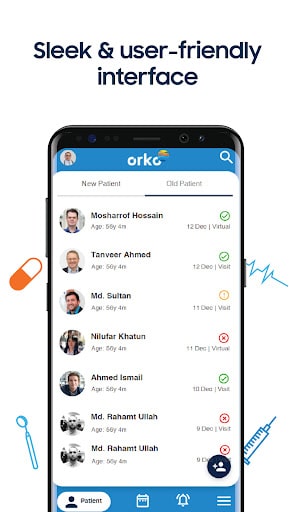 Sleek & user-friendly
interface
orko
New Patient
Old Patient
Mosharrof Hossain
Age: 56y 4m
12 Dec | Virtual
Tanveer Ahmed
Age: 56y 4m
12 Dec | Visit
Md. Sultan
Age: 56y 4m
12 Dec | Visit
Nilufar Khatun
Age: 56y 4m
11 Dec | Virtual
Ahmed Ismail
Age: 56y 4m
10 Dec | Visit
Md. Rahamt Ullah
Age: 56y 4m
9 Dec | Visit
Md. Rahamt Ullah
Age: 56y 4m
9 D
Patient